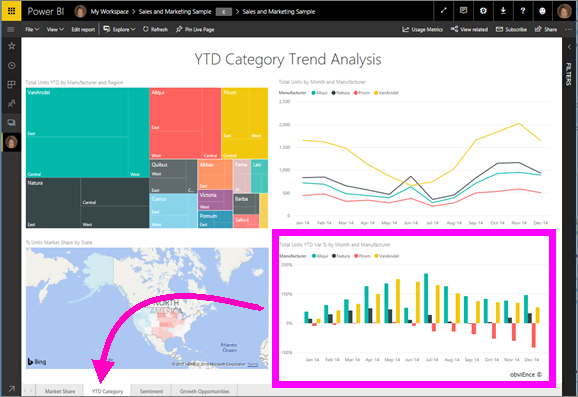 Power BI
My Workspace > Sales and Marketing Sample
C
Sales and Marketing Sample
File View Edit report Explore Refresh Pin Live Page
Usage Metrics View related Subscribe Share
FILTERS
YTD Category Trend Analysis
Total Units YTD by Manufacturer and Region
VanArsdel
East
Central
West
Aliqui
East
West
Pirum
East
West
Central
Natura
Central
East
West
Quibus
East
West
C...
Currus
East
West
Abbas
East
Victoria
West
Pomum
East
Fama
Leo
Barba
Salvus
Total Units by Month and Manufacturer
Manufacturer Aliqui Natura Pirum VanArsdel
2,500
2,000
1,500
1,000
500
0
Jan-14 Feb-14 Mar-14 Apr-14 May-14 Jun-14 Jul-14 Aug-14 Sep-14 Oct-14 Nov-14 Dec-14
% Units Market Share by State
NORTH
AMERICA
Atlantic
Ocean
Bing
Total Units YTD Var % by Month and Manufacturer
Manufacturer Aliqui Natura Pirum VanArsdel
200%
100%
0%
100%
Jan-14 Feb-14 Mar-14 Apr-14 May-14 Jun-14 Jul-14 Aug-14 Sep-14 Oct-14 Nov-14 Dec-14
obviEnce ©
Market Share YTD Category Sentiment Growth Opportunities